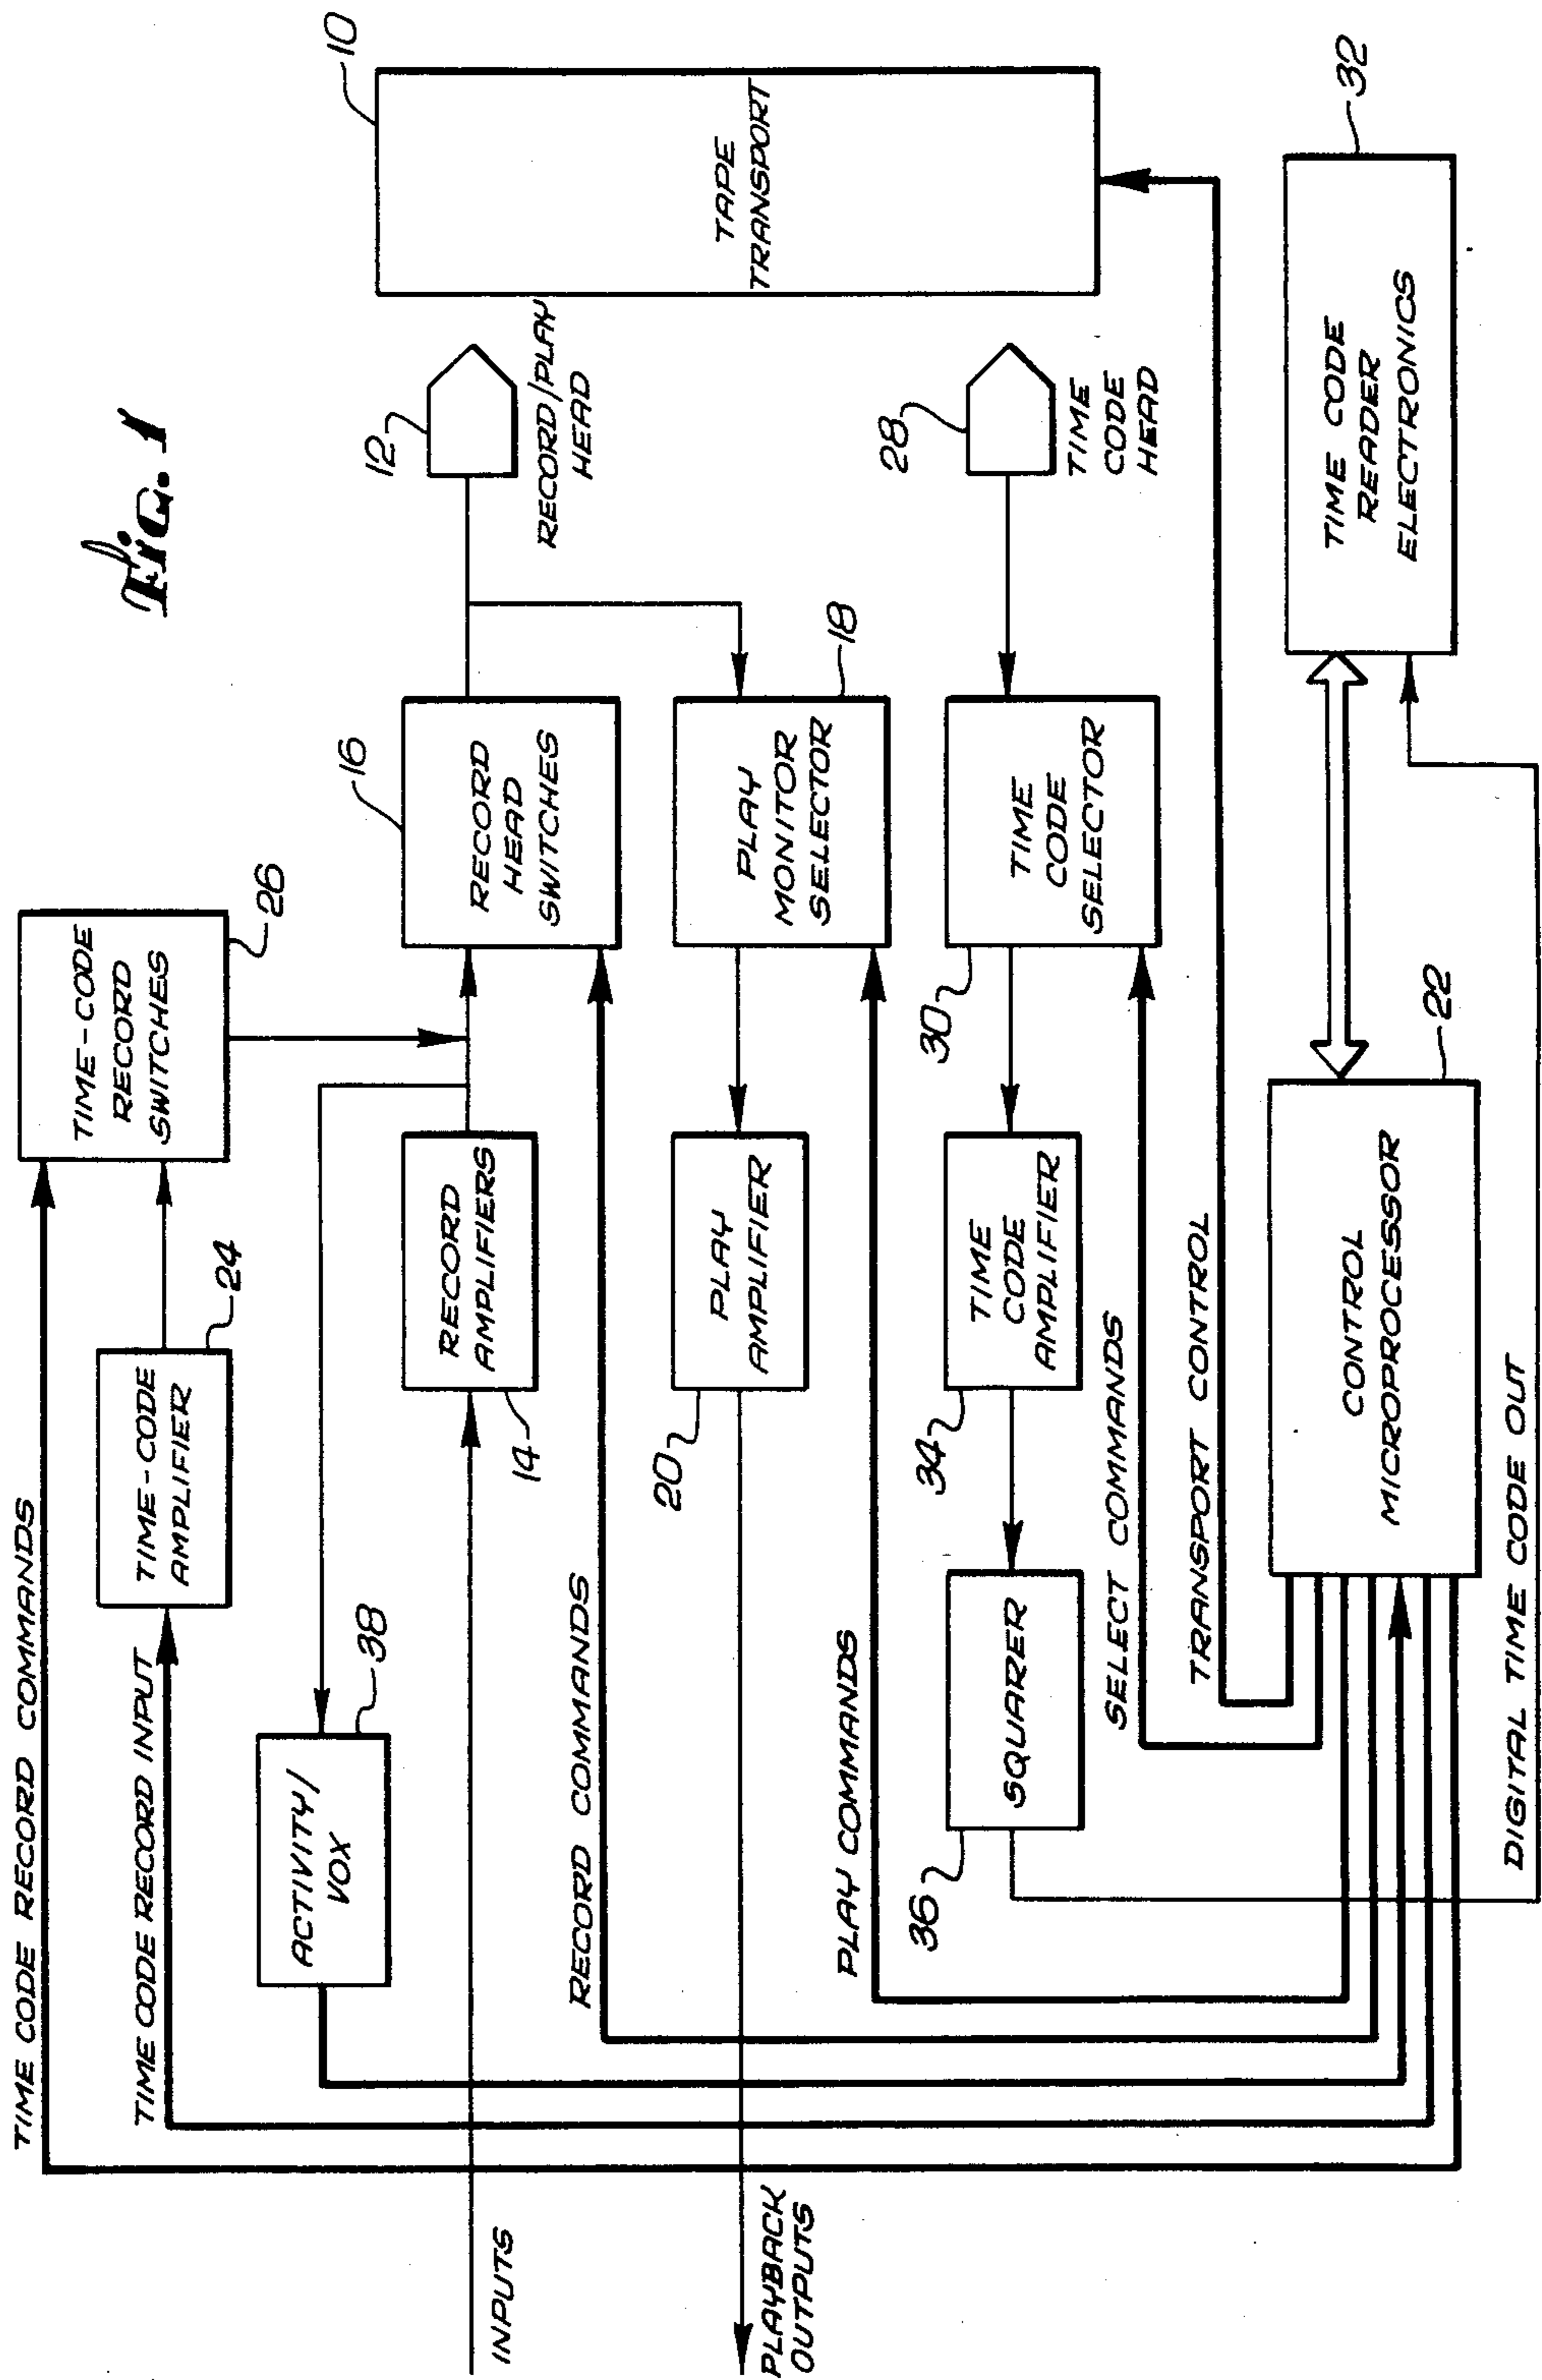 Fig. 1
TIME CODE RECORD COMMANDS
TIME-CODE
RECORD
SWITCHES
26
TIME CODE RECORD INPUT
TIME-CODE
AMPLIFIER
24
ACTIVITY/
VOX
38
INPUTS
RECORD
AMPLIFIERS
14
RECORD
HEAD
SWITCHES
16
12
RECORD/PLAY
HEAD
10
TAPE
TRANSPORT
RECORD COMMANDS
PLAYBACK
OUTPUTS
PLAY
AMPLIFIER
20
PLAY
MONITOR
SELECTOR
18
PLAY COMMANDS
SQUARER
36
TIME
CODE
AMPLIFIER
34
TIME
CODE
SELECTOR
30
28
TIME
CODE
HEAD
SELECT COMMANDS
TRANSPORT CONTROL
CONTROL
MICROPROCESSOR
22
TIME CODE
READER
ELECTRONICS
32
DIGITAL TIME CODE OUT